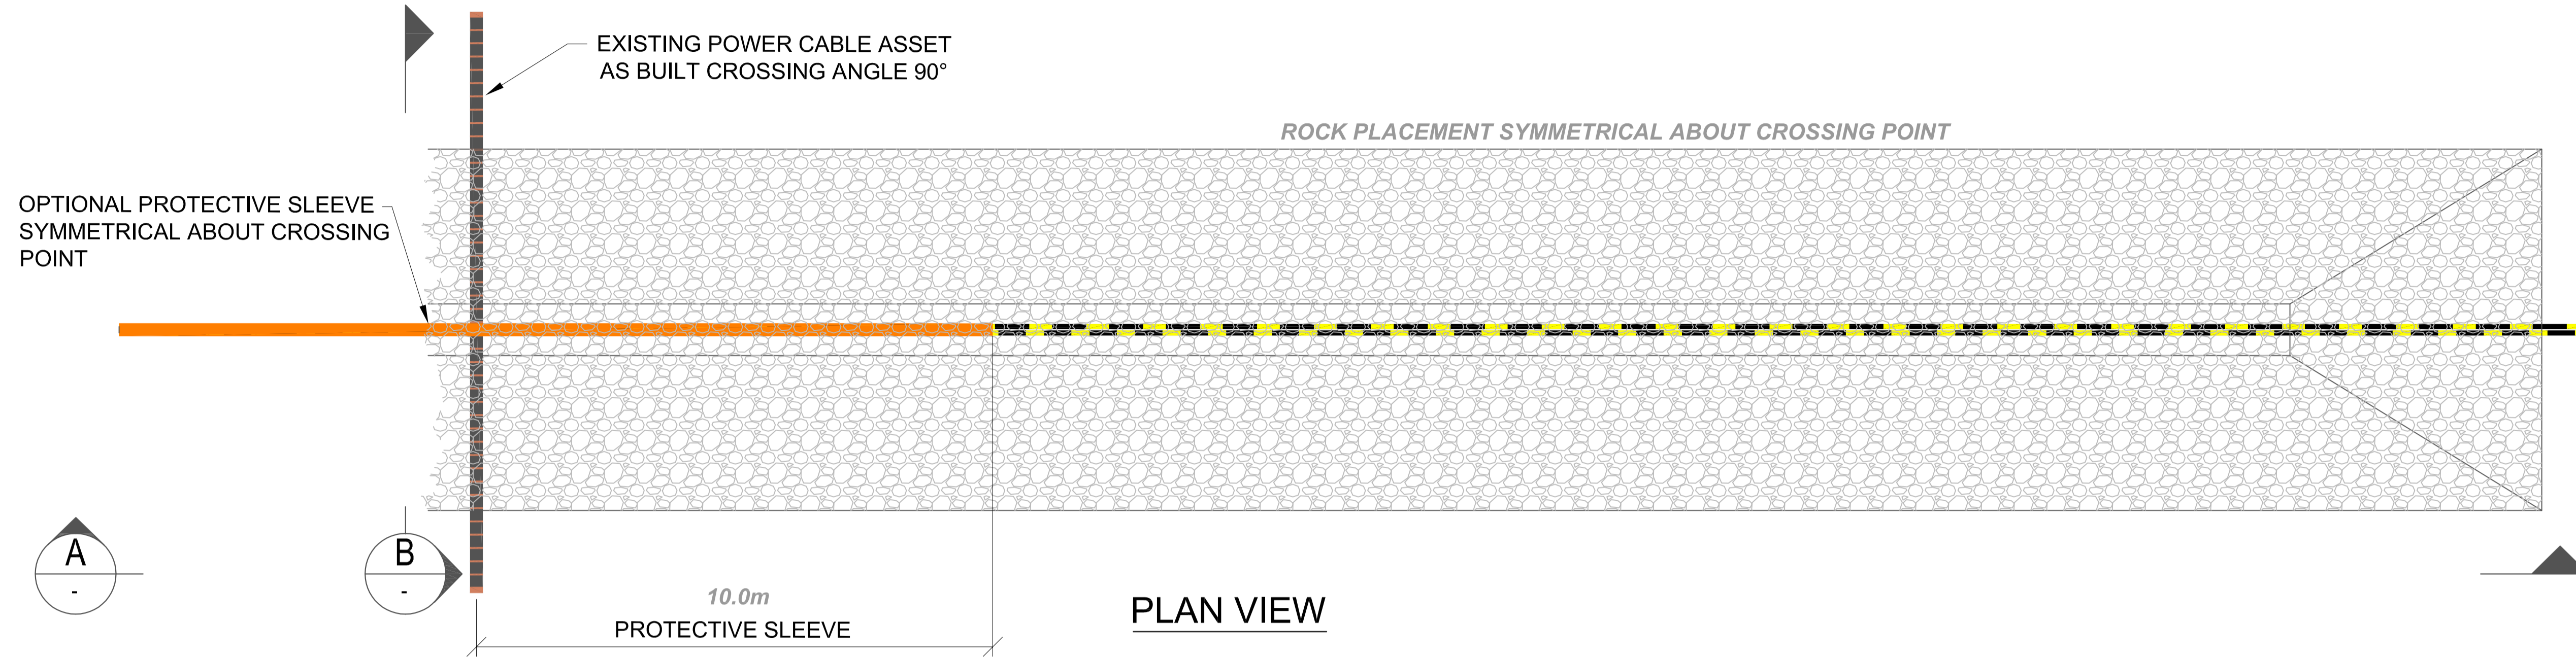 EXISTING POWER CABLE ASSET
AS BUILT CROSSING ANGLE 90°
ROCK PLACEMENT SYMMETRICAL ABOUT CROSSING POINT
OPTIONAL PROTECTIVE SLEEVE
SYMMETRICAL ABOUT CROSSING
POINT
A
-
B
-
10.0m
PROTECTIVE SLEEVE
PLAN VIEW